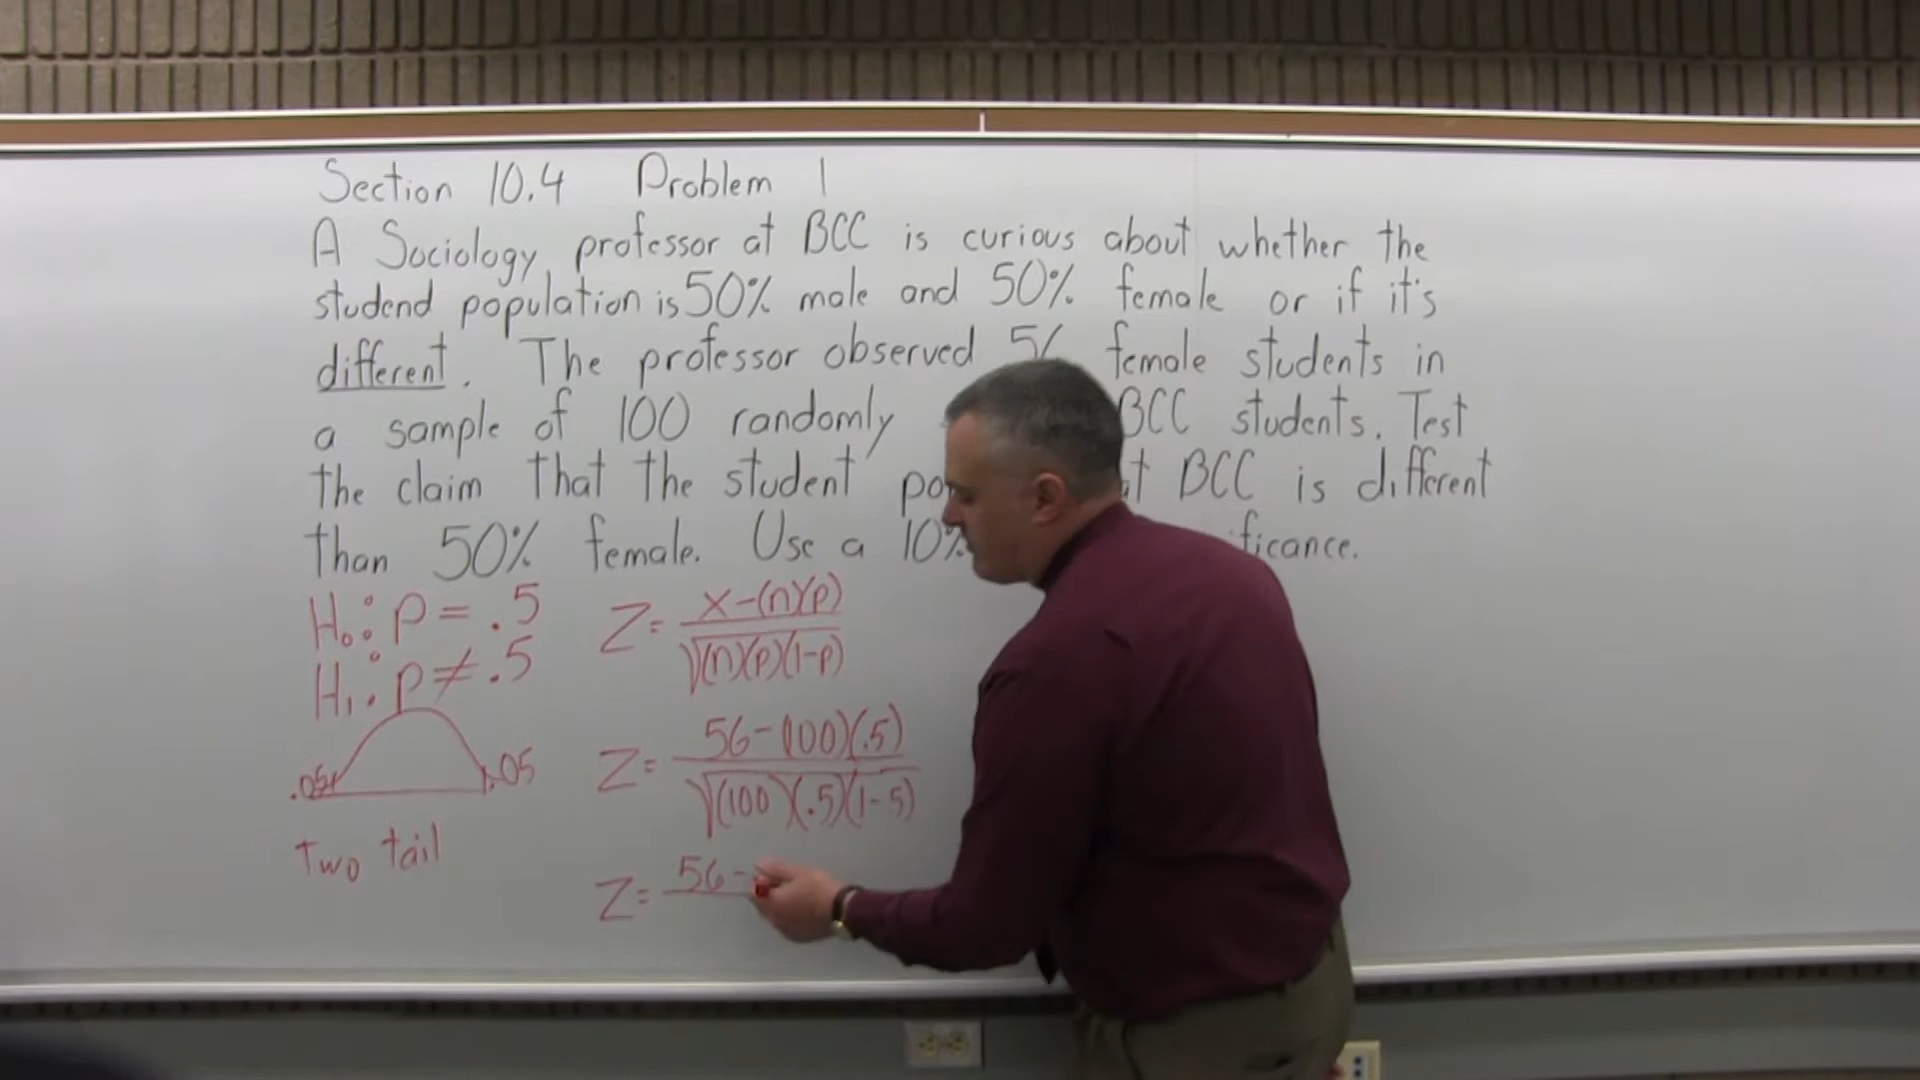 Section 10.4 Problem 1
A Sociology professor at BCC is curious about whether the
studend population is 50% male and 50% female or if it's
different. The professor observed female students in
a sample of 100 randomly BCC students. Test
the claim that the student BCC is different
than 50% female. Use a 10%
H₀: p = .5
H₁: p ≠ .5
.05 .05
Two tail
Z = x-(n)(p) / √(n)(p)(1-p)
Z = 56-(100)(.5) / √(100)(.5)(1-.5)
Z = 56-